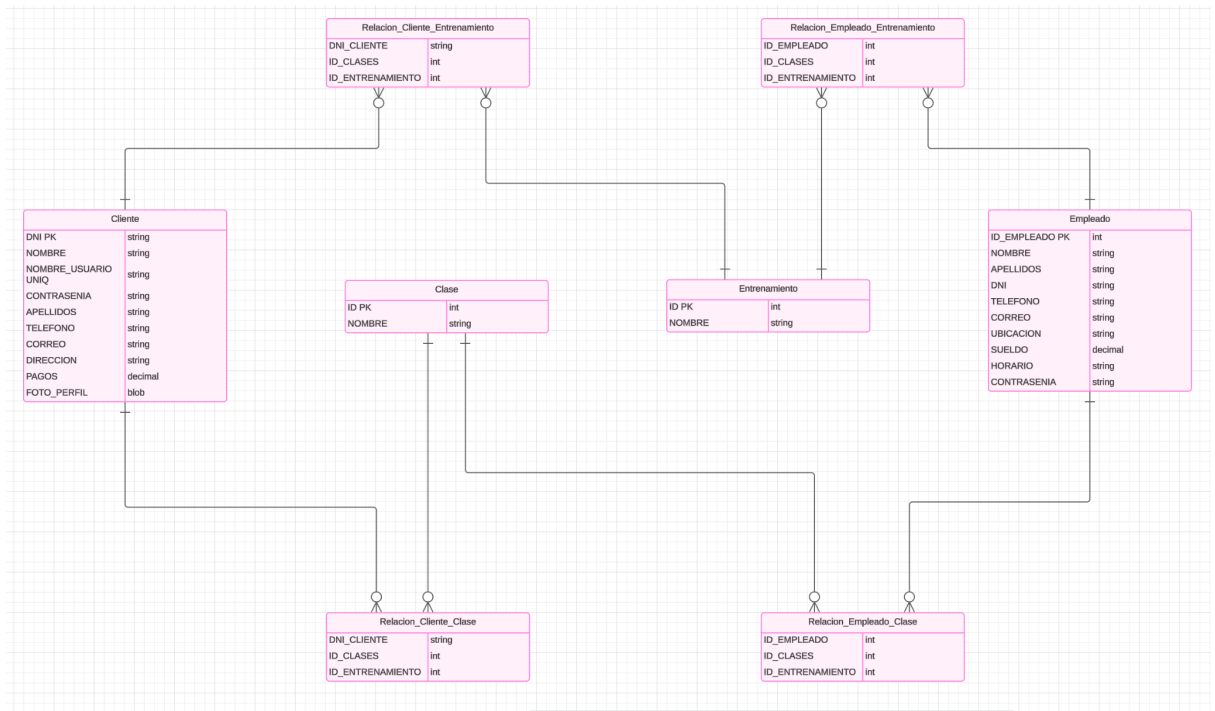 Relacion_Cliente_Entrenamiento
DNI_CLIENTE string
ID_CLASES int
ID_ENTRENAMIENTO int
Relacion_Empleado_Entrenamiento
ID_EMPLEADO int
ID_CLASES int
ID_ENTRENAMIENTO int
Cliente
DNI PK string
NOMBRE string
NOMBRE_USUARIO
UNIQ string
CONTRASENIA string
APELLIDOS string
TELEFONO string
CORREO string
DIRECCION string
PAGOS decimal
FOTO_PERFIL blob
Clase
ID PK int
NOMBRE string
Entrenamiento
ID PK int
NOMBRE string
Empleado
ID_EMPLEADO PK int
NOMBRE string
APELLIDOS string
DNI string
TELEFONO string
CORREO string
UBICACION string
SUELDO decimal
HORARIO string
CONTRASENIA string
Relacion_Cliente_Clase
DNI_CLIENTE string
ID_CLASES int
ID_ENTRENAMIENTO int
Relacion_Empleado_Clase
ID_EMPLEADO int
ID_CLASES int
ID_ENTRENAMIENTO int